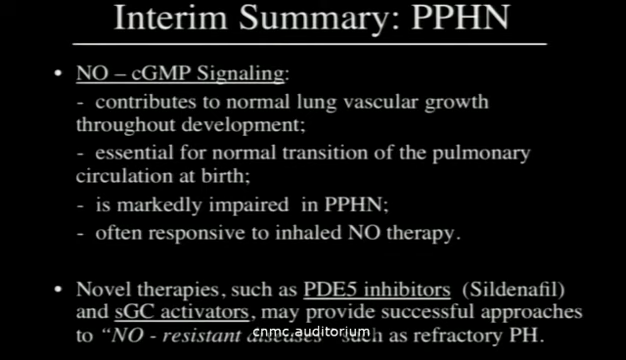 Interim Summary: PPHN
• NO – cGMP Signaling:
- contributes to normal lung vascular growth
throughout development;
- essential for normal transition of the pulmonary
circulation at birth;
- is markedly impaired in PPHN;
- often responsive to inhaled NO therapy.
• Novel therapies, such as PDE5 inhibitors (Sildenafil)
and sGC activators, may provide successful approaches
to “NO - resistant diseases” such as refractory PH.
cnmc.auditorium